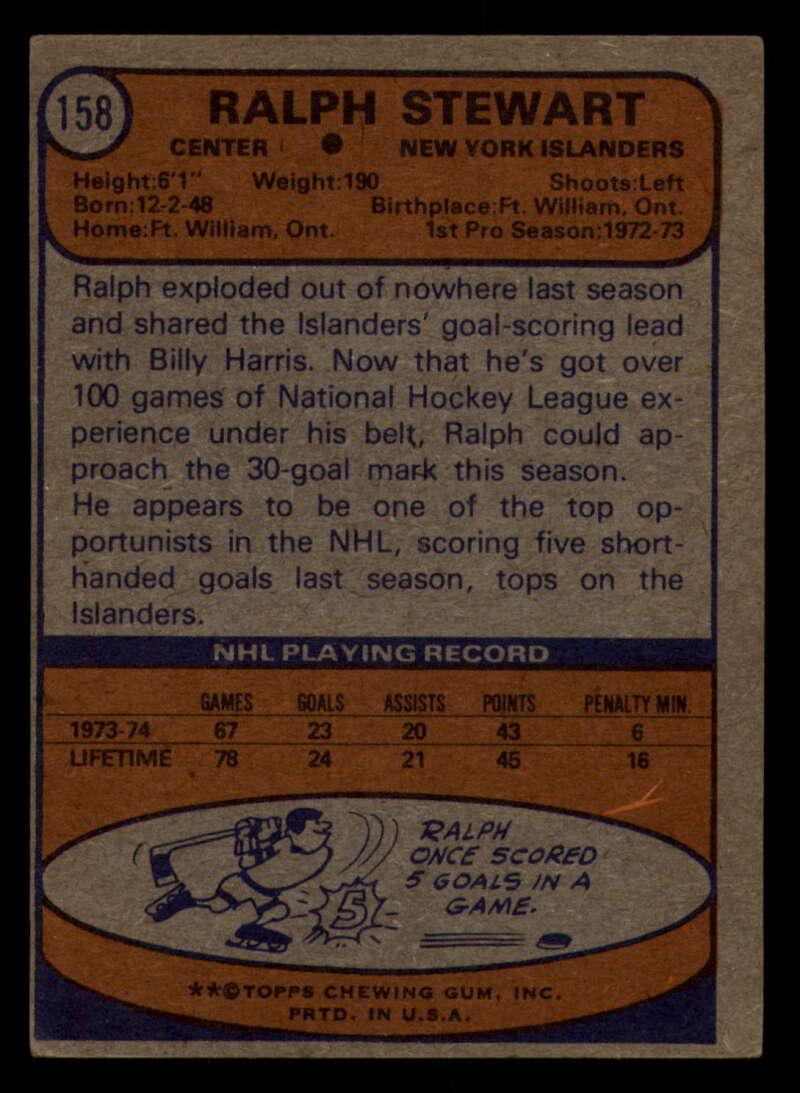 158
RALPH STEWART
CENTER ● NEW YORK ISLANDERS
Height:6'1" Weight:190 Shoots:Left
Born:12-2-48 Birthplace:Ft. William, Ont.
Home:Ft. William, Ont. 1st Pro Season:1972-73
Ralph exploded out of nowhere last season
and shared the Islanders' goal-scoring lead
with Billy Harris. Now that he's got over
100 games of National Hockey League ex-
perience under his belt, Ralph could ap-
proach the 30-goal mark this season.
He appears to be one of the top op-
portunists in the NHL, scoring five short-
handed goals last season, tops on the
Islanders.
NHL PLAYING RECORD
GAMES GOALS ASSISTS POINTS PENALTY MIN.
1973-74 67 23 20 43 6
LIFETIME 78 24 21 45 16
RALPH
ONCE SCORED
5 GOALS IN A
GAME.
5
**©TOPPS CHEWING GUM, INC.
PRTD. IN U.S.A.